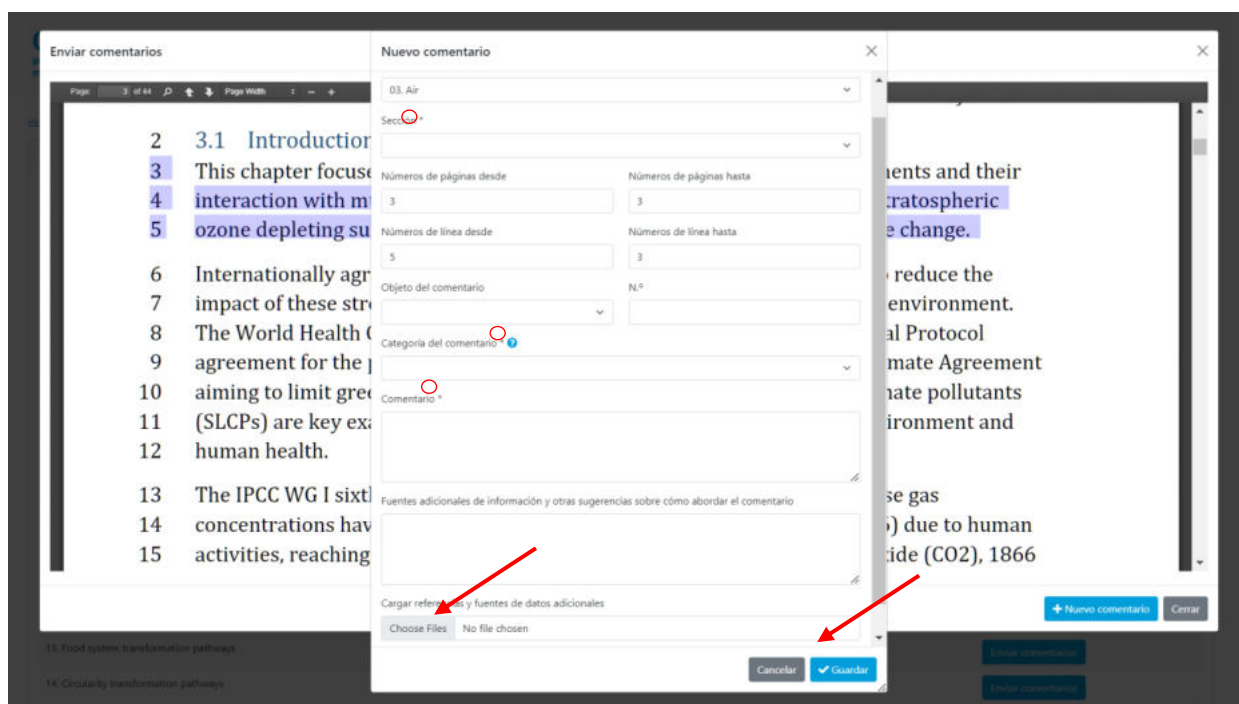 Enviar comentarios
Nuevo comentario
Page: 3 of 44 Page Width
03. Air
Sección *
2 3.1 Introduction
3 This chapter focuse ents and their
4 interaction with tratospheric
5 ozone depleting su e change.
Números de páginas desde Números de páginas hasta
3 3
Números de línea desde Números de línea hasta
5 3
6 Internationally agr reduce the
7 impact of these str environment.
8 The World Health al Protocol
9 agreement for the mate Agreement
10 aiming to limit gre ate pollutants
11 (SLCPs) are key exa ironment and
12 human health.
13 The IPCC WG I sixt se gas
14 concentrations hav ) due to human
15 activities, reaching ide (CO2), 1866
Objeto del comentario N.º
Categoría del comentario * ?
Comentario *
Fuentes adicionales de información y otras sugerencias sobre cómo abordar el comentario
Cargar referencias y fuentes de datos adicionales
Choose Files No file chosen
Cancelar Guardar
+ Nuevo comentario Cerrar
13. Food system transformation pathways Enviar comentarios
14. Circularity transformation pathways Enviar comentarios